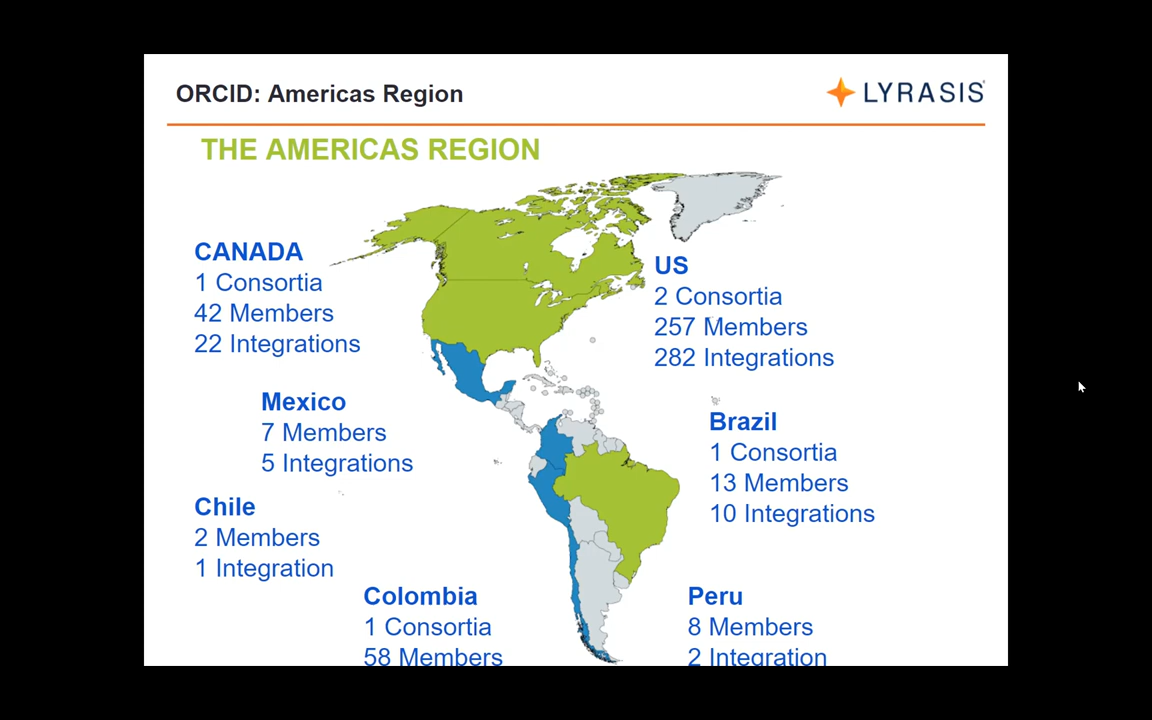 ORCID: Americas Region
LYRASIS
THE AMERICAS REGION
CANADA
1 Consortia
42 Members
22 Integrations
US
2 Consortia
257 Members
282 Integrations
Mexico
7 Members
5 Integrations
Brazil
1 Consortia
13 Members
10 Integrations
Chile
2 Members
1 Integration
Colombia
1 Consortia
58 Members
Peru
8 Members
2 Integration